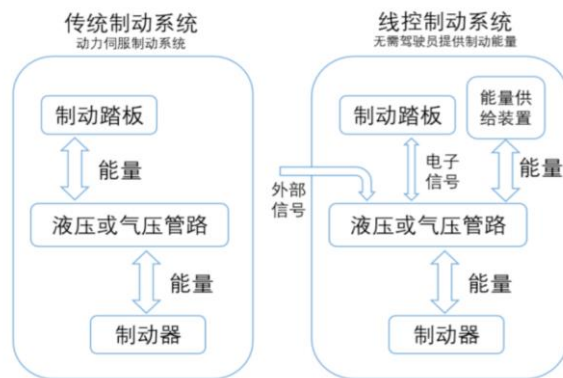 传统制动系统
动力伺服制动系统
制动踏板
能量
液压或气压管路
能量
制动器
线控制动系统
无需驾驶员提供制动能量
制动踏板
能量供
给装置
外部
信号
电子
信号
能量
液压或气压管路
能量
制动器